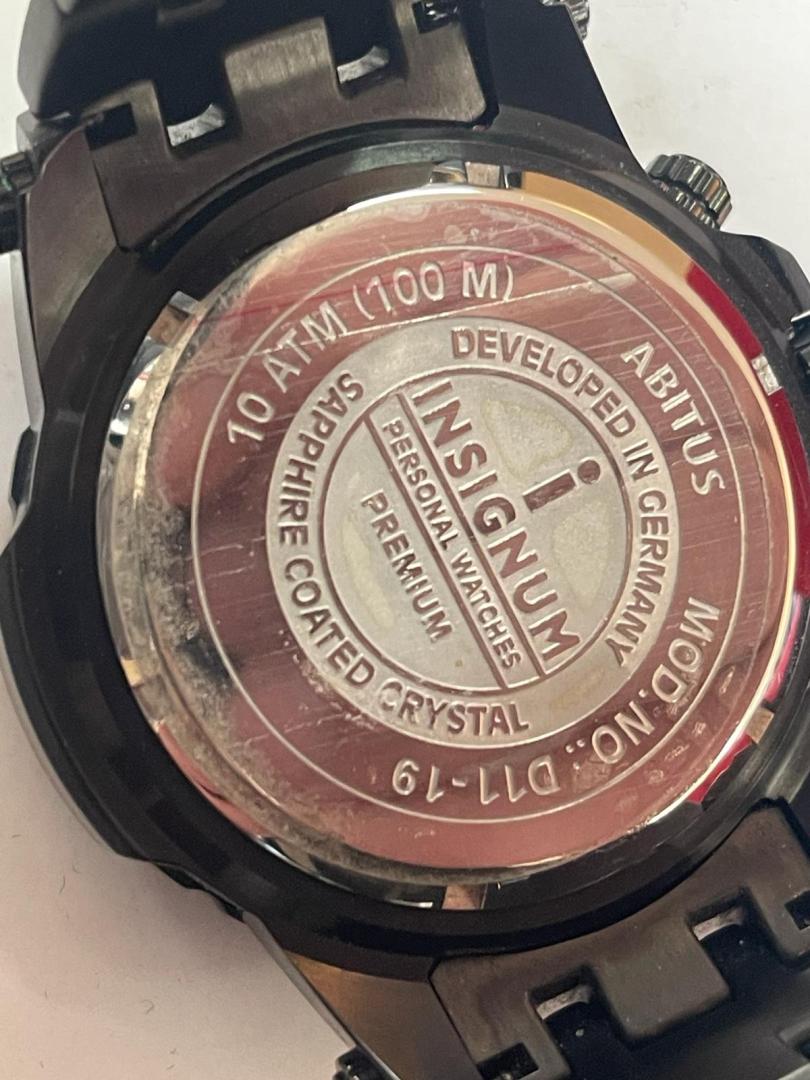 10 ATM (100 M)
ABITUS
MOD.NO.: D11-19
DEVELOPED IN GERMANY
SAPPHIRE COATED CRYSTAL
i
INSIGNUM
PERSONAL WATCHES
PREMIUM